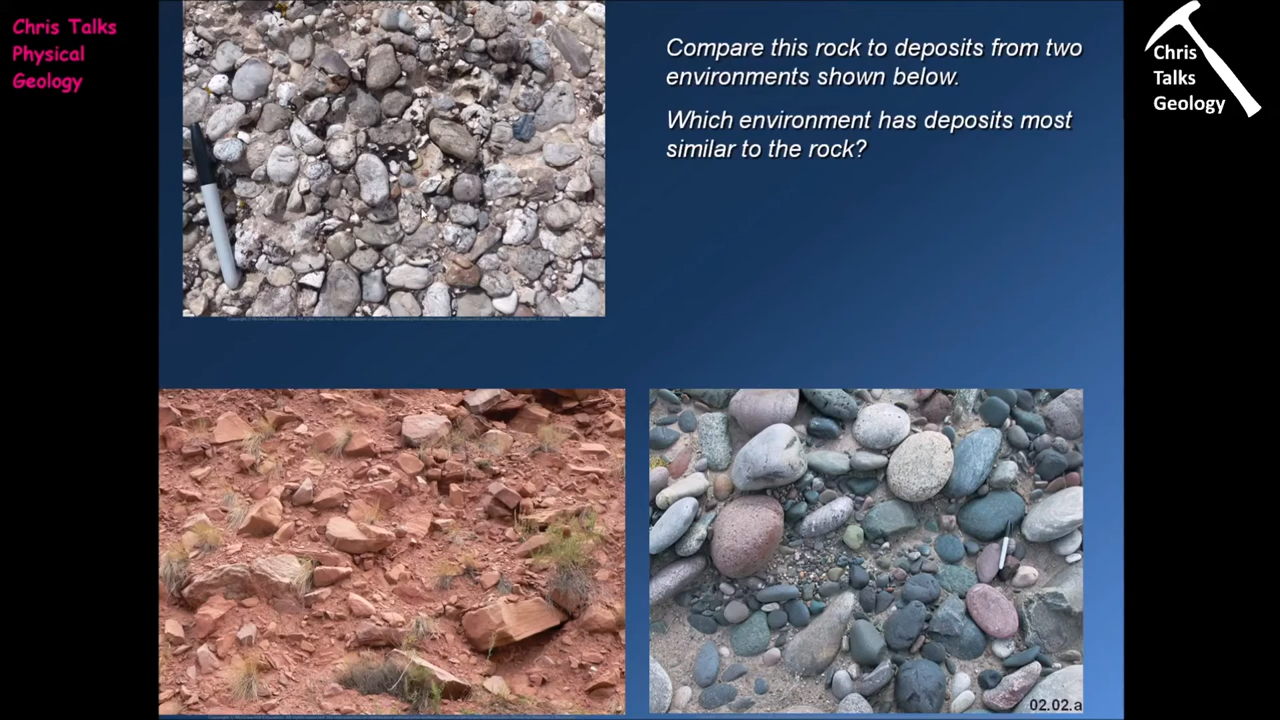 Chris Talks
Physical
Geology
Compare this rock to deposits from two
environments shown below.
Which environment has deposits most
similar to the rock?
Chris
Talks
Geology
02.02.a